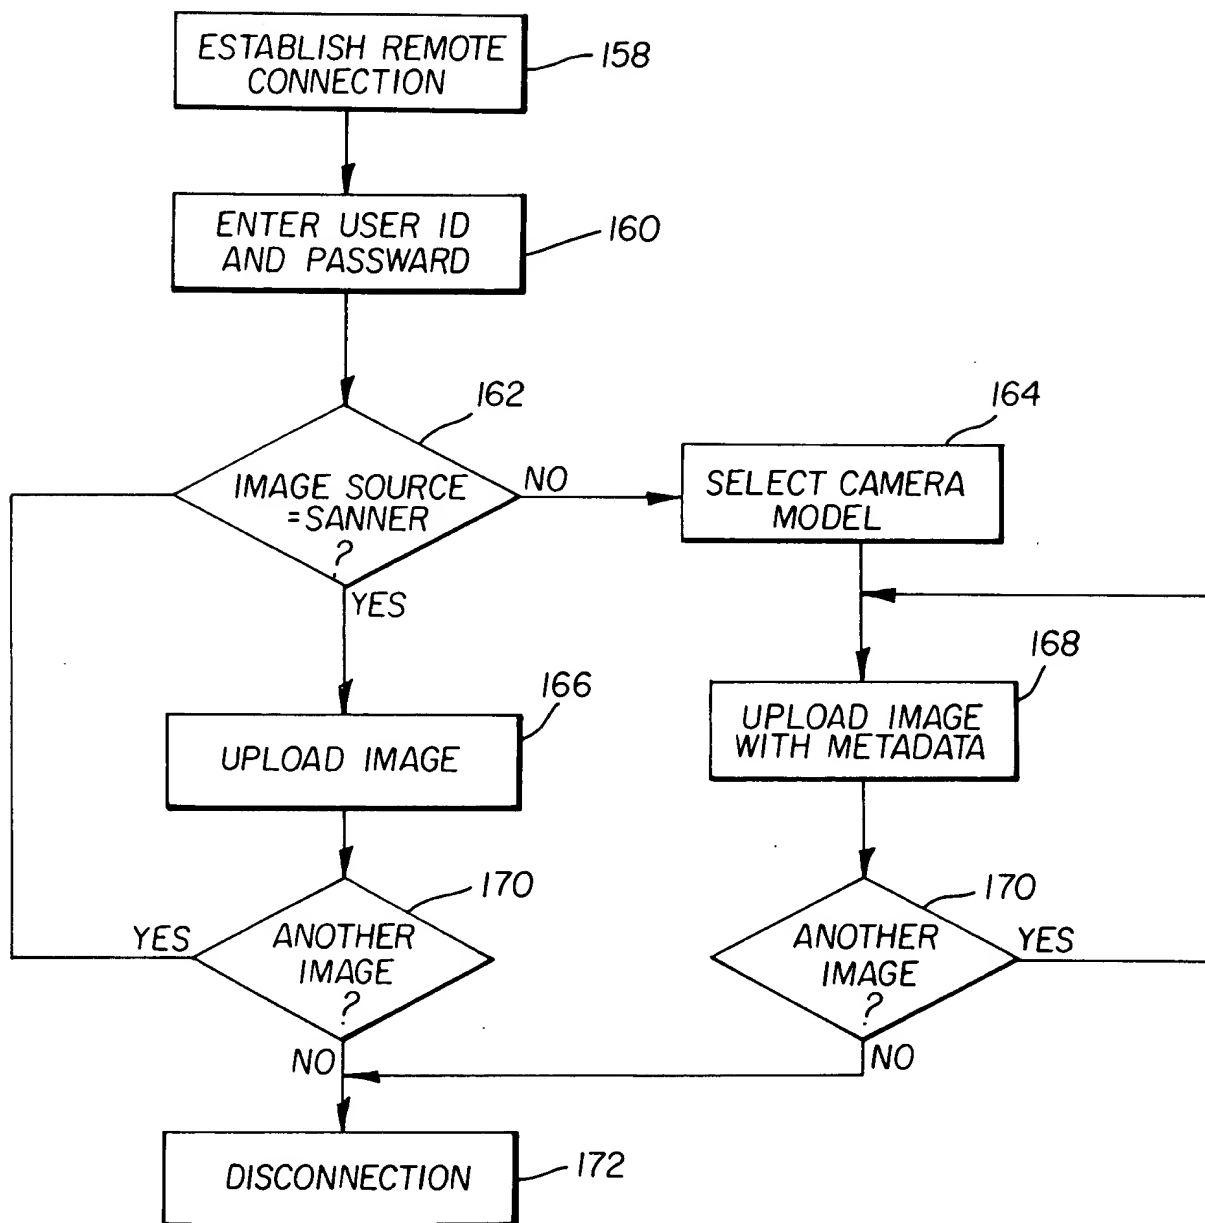 ESTABLISH REMOTE
CONNECTION
158
ENTER USER ID
AND PASSWARD
160
162
IMAGE SOURCE
=SANNER
?
NO
YES
164
SELECT CAMERA
MODEL
166
UPLOAD IMAGE
168
UPLOAD IMAGE
WITH METADATA
170
ANOTHER
IMAGE
?
YES
NO
170
ANOTHER
IMAGE
?
YES
NO
DISCONNECTION
172